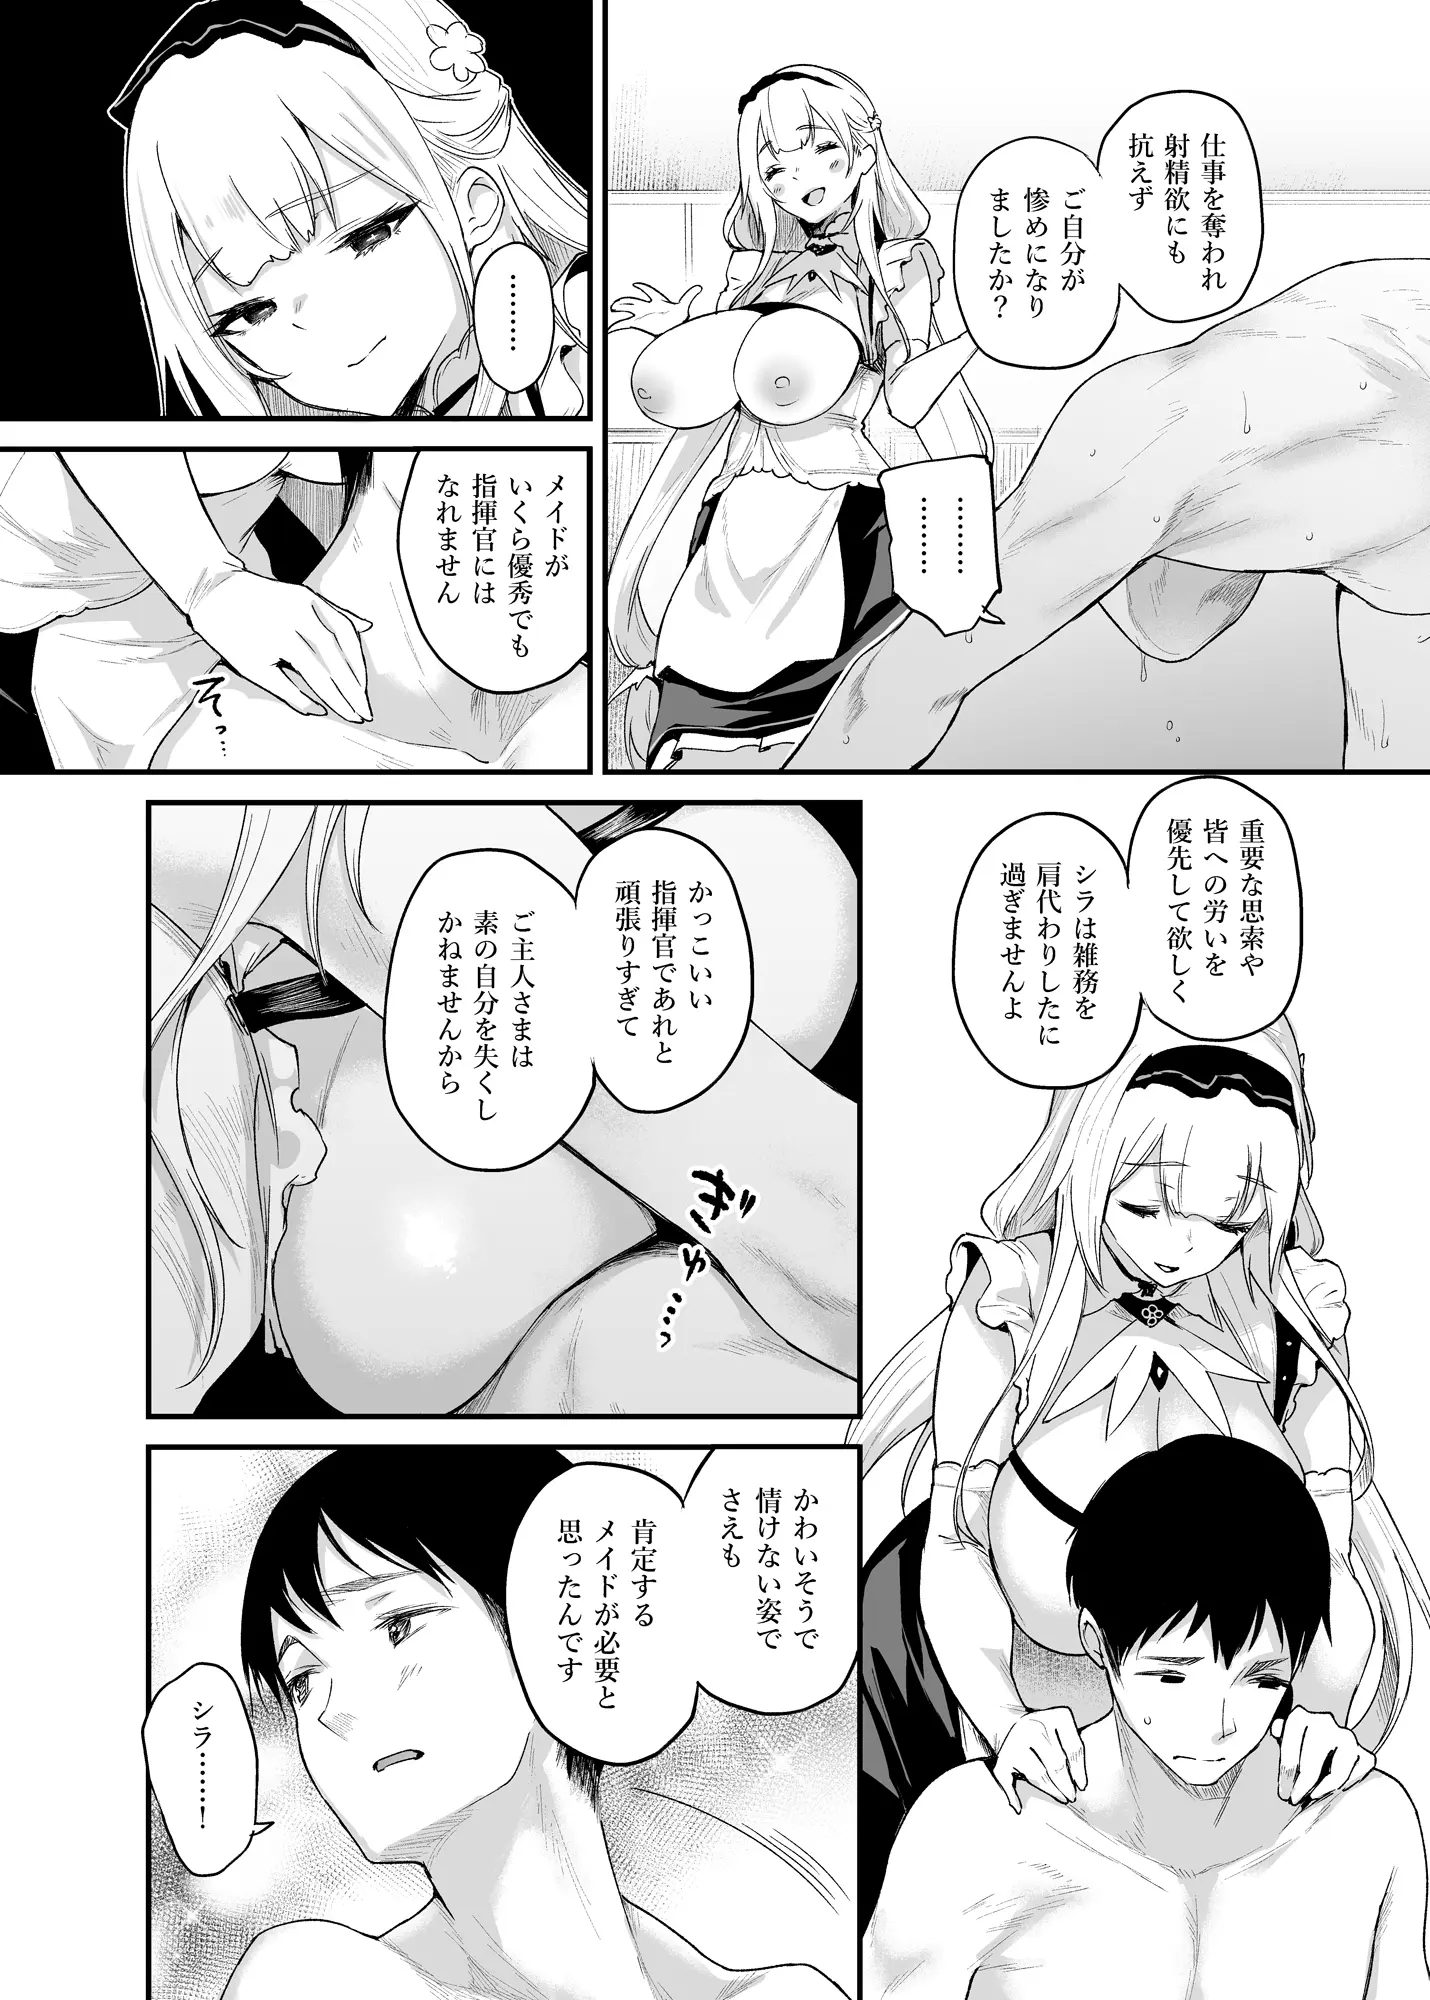 仕事を奪われ
射精欲にも
抗えず
ご自分が
惨めになり
ましたか？
………
………
………
………
メイドが
いくら優秀でも
指揮官には
なれません
そっ…
重要な思索や
皆への労いを
優先して欲しく
シラは雑務を
肩代わりしたに
過ぎませんよ
かっこいい
指揮官であれと
頑張りすぎて
ご主人さまは
素の自分を失くし
かねませんから
ぎゅ…
かわいそうで
情けない姿で
さえも
肯定する
メイドが必要と
思ったんです
シラ……！